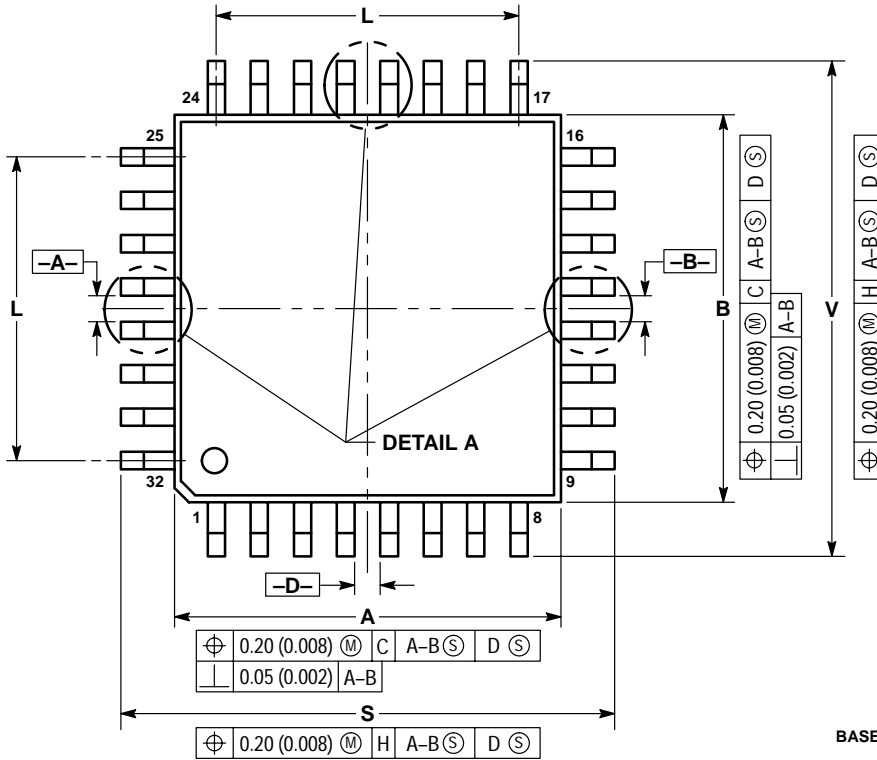 L
24
17
25
16
–A–
–B–
L
B
V
DETAIL A
32
9
1
8
–D–
A
⌖ 0.20 (0.008) Ⓜ C A–B Ⓢ D Ⓢ
⊥ 0.05 (0.002) A–B
S
⌖ 0.20 (0.008) Ⓜ H A–B Ⓢ D Ⓢ
⌖ 0.20 (0.008) Ⓜ C A–B Ⓢ D Ⓢ
⊥ 0.05 (0.002) A–B
⌖ 0.20 (0.008) Ⓜ H A–B Ⓢ D Ⓢ
BASE